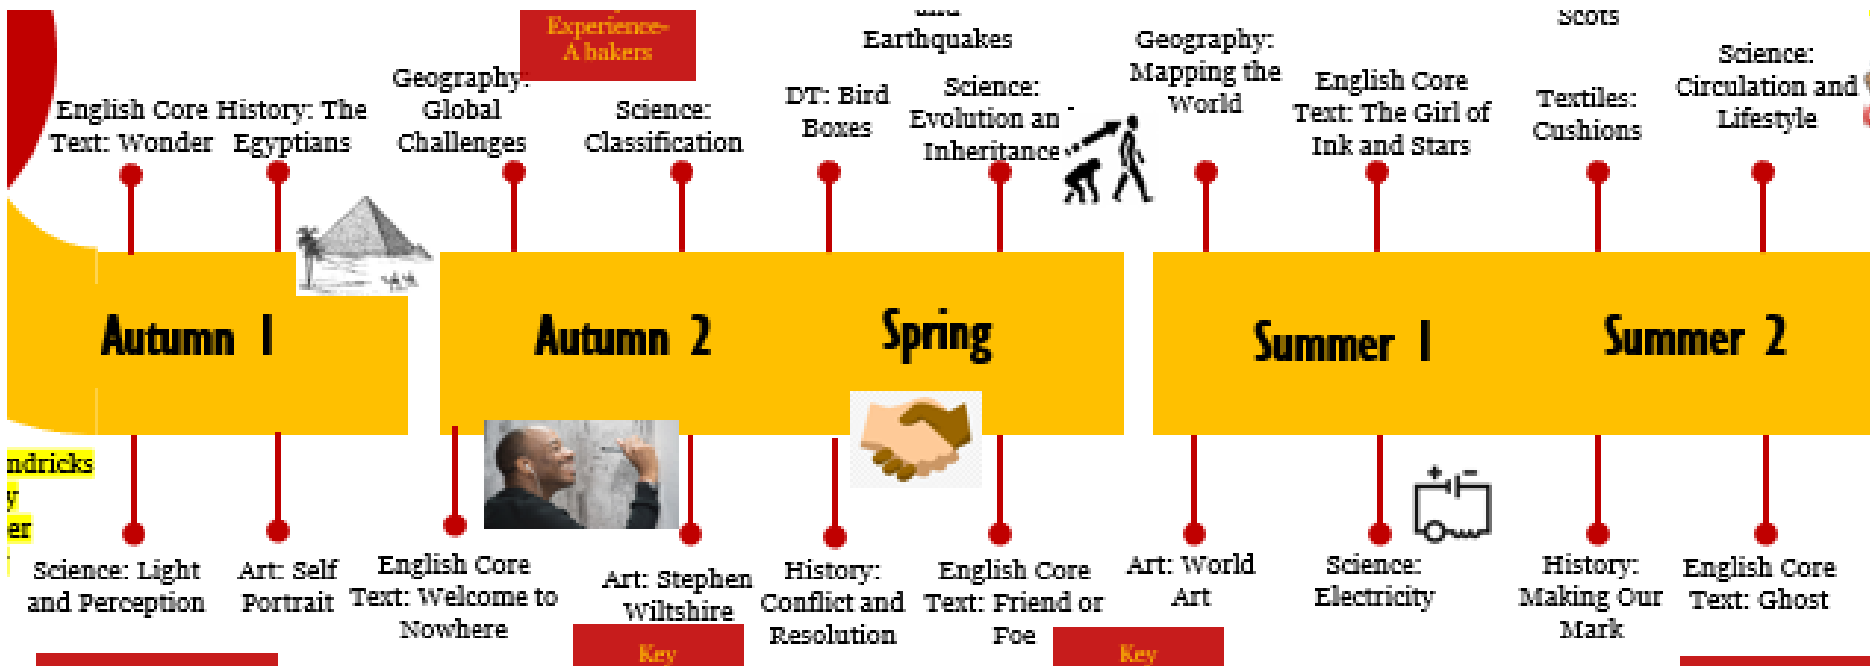 Experience-
A bakers
and
Earthquakes
Scots
English Core
Text: Wonder
History: The
Egyptians
Geography:
Global
Challenges
Science:
Classification
DT: Bird
Boxes
Science:
Evolution an
Inheritance
Geography:
Mapping the
World
English Core
Text: The Girl of
Ink and Stars
Textiles:
Cushions
Science:
Circulation and
Lifestyle
Autumn 1
Autumn 2
Spring
Summer 1
Summer 2
ndricks
y
er
Science: Light
and Perception
Art: Self
Portrait
English Core
Text: Welcome to
Nowhere
Art: Stephen
Wiltshire
History:
Conflict and
Resolution
English Core
Text: Friend or
Foe
Art: World
Art
Science:
Electricity
History:
Making Our
Mark
English Core
Text: Ghost
Key
Key